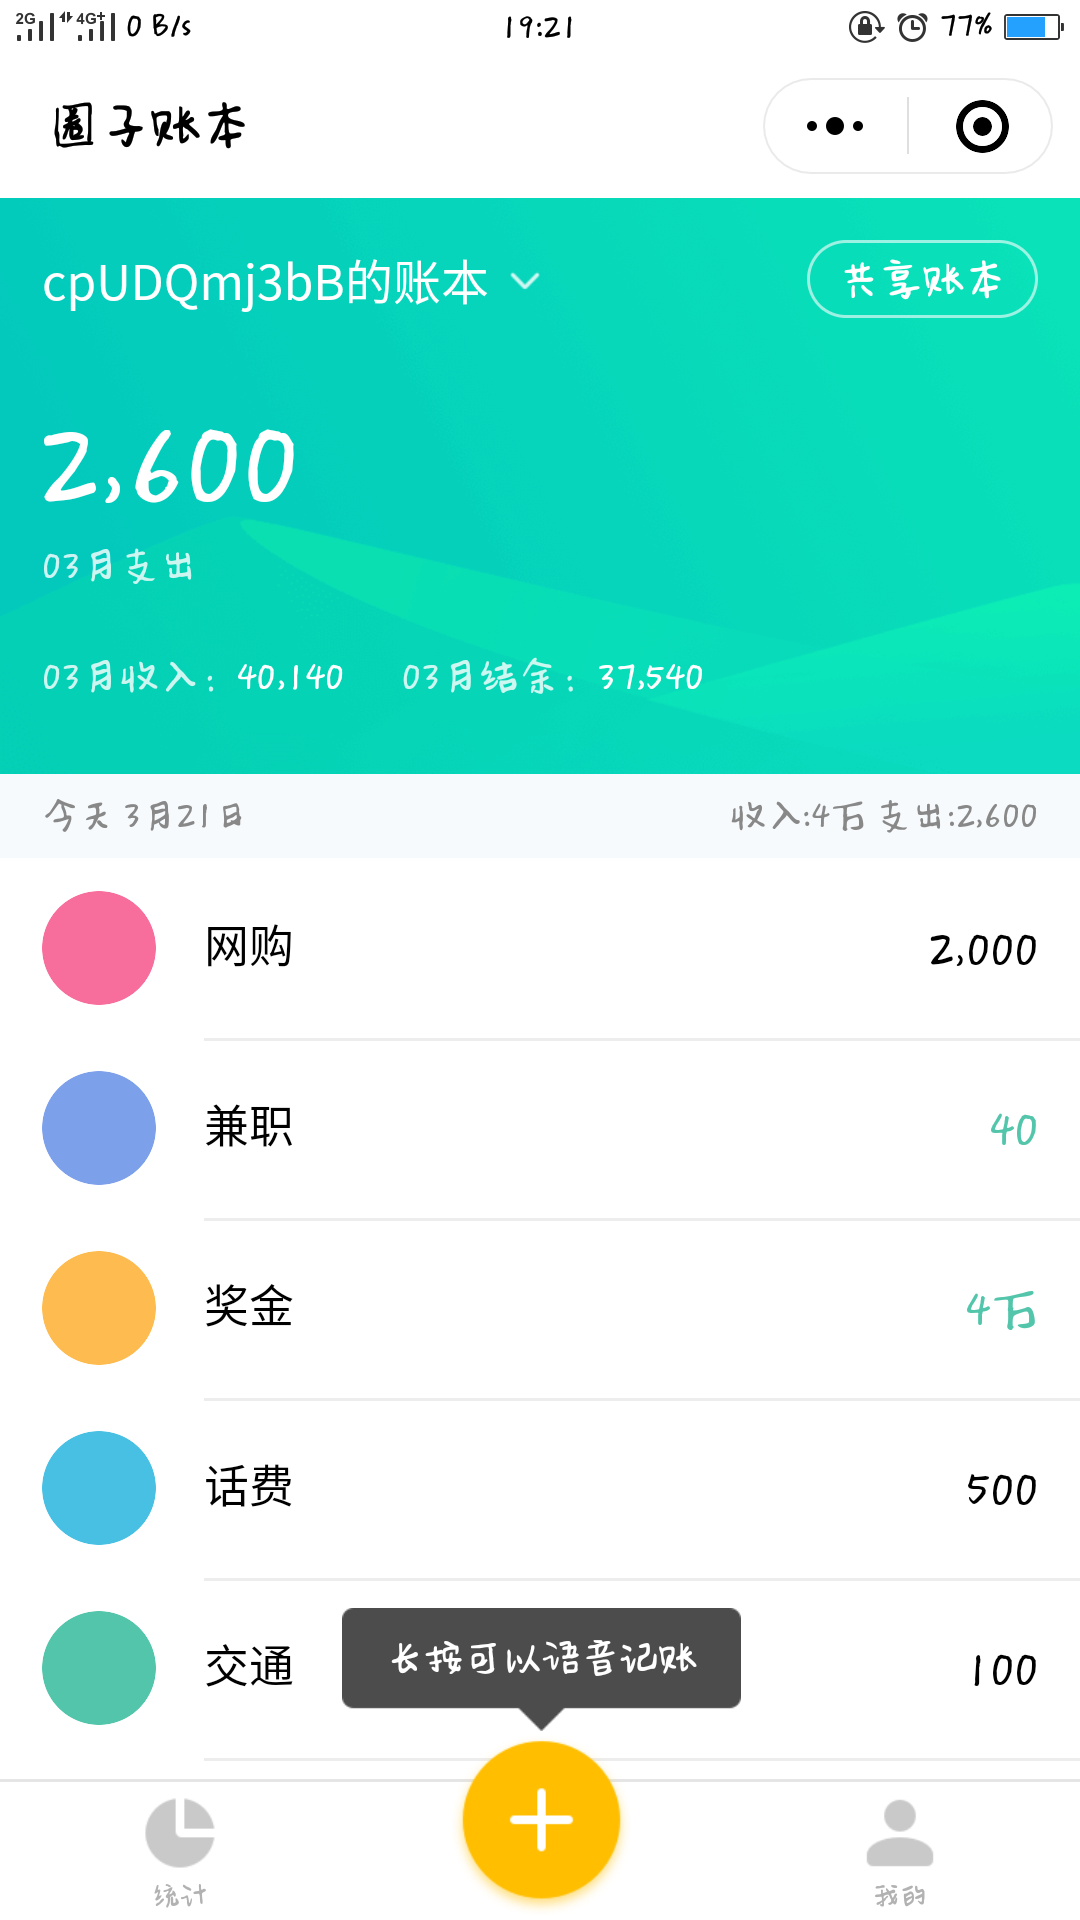 2G 4G+ 0 B/s 19:21 77%
圈子账本
cpUDQmj3bB的账本 共享账本
2,600
03月支出
03月收入: 40,140 03月结余: 37,540
今天 3月21日 收入:4万 支出:2,600
网购 2,000
兼职 40
奖金 4万
话费 500
交通 100
长按可以语音记账
统计 我的